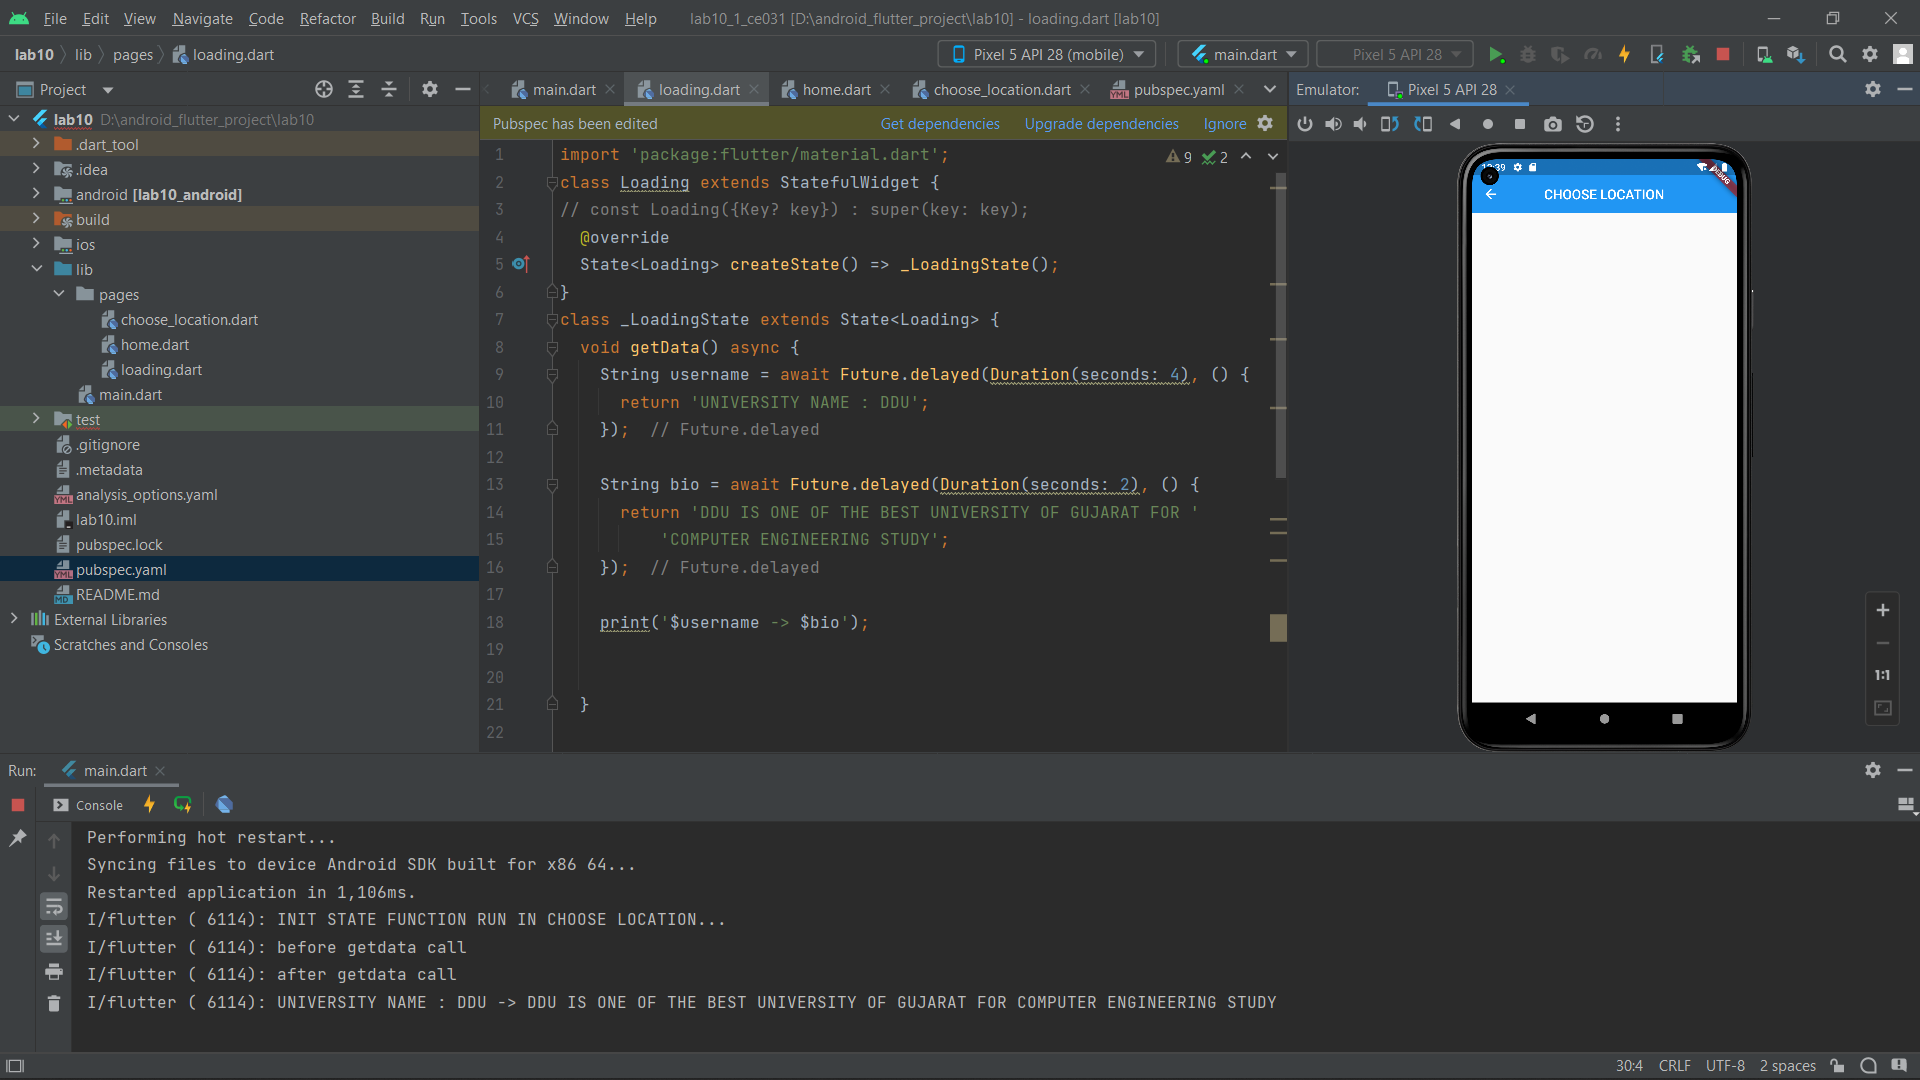 File Edit View Navigate Code Refactor Build Run Tools VCS Window Help lab10_1_ce031 [D:\android_flutter_project\lab10] - loading.dart [lab10]
lab10 lib pages loading.dart Pixel 5 API 28 (mobile) main.dart Pixel 5 API 28
Project main.dart loading.dart home.dart choose_location.dart pubspec.yaml Emulator: Pixel 5 API 28
Pubspec has been edited Get dependencies Upgrade dependencies Ignore
lab10 D:\android_flutter_project\lab10
.dart_tool
.idea
android [lab10_android]
build
ios
lib
pages
choose_location.dart
home.dart
loading.dart
main.dart
test
.gitignore
.metadata
analysis_options.yaml
lab10.iml
pubspec.lock
pubspec.yaml
README.md
External Libraries
Scratches and Consoles
9 2
1 import 'package:flutter/material.dart';
2 class Loading extends StatefulWidget {
3 // const Loading({Key? key}) : super(key: key);
4 @override
5 State<Loading> createState() => _LoadingState();
6 }
7 class _LoadingState extends State<Loading> {
8 void getData() async {
9 String username = await Future.delayed(Duration(seconds: 4), () {
10 return 'UNIVERSITY NAME : DDU';
11 }); // Future.delayed
12
13 String bio = await Future.delayed(Duration(seconds: 2), () {
14 return 'DDU IS ONE OF THE BEST UNIVERSITY OF GUJARAT FOR '
15 'COMPUTER ENGINEERING STUDY';
16 }); // Future.delayed
17
18 print('$username -> $bio');
19
20
21 }
22
DEBUG
CHOOSE LOCATION
1:1
Run: main.dart
Console
Performing hot restart...
Syncing files to device Android SDK built for x86 64...
Restarted application in 1,106ms.
I/flutter ( 6114): INIT STATE FUNCTION RUN IN CHOOSE LOCATION...
I/flutter ( 6114): before getdata call
I/flutter ( 6114): after getdata call
I/flutter ( 6114): UNIVERSITY NAME : DDU -> DDU IS ONE OF THE BEST UNIVERSITY OF GUJARAT FOR COMPUTER ENGINEERING STUDY
30:4 CRLF UTF-8 2 spaces